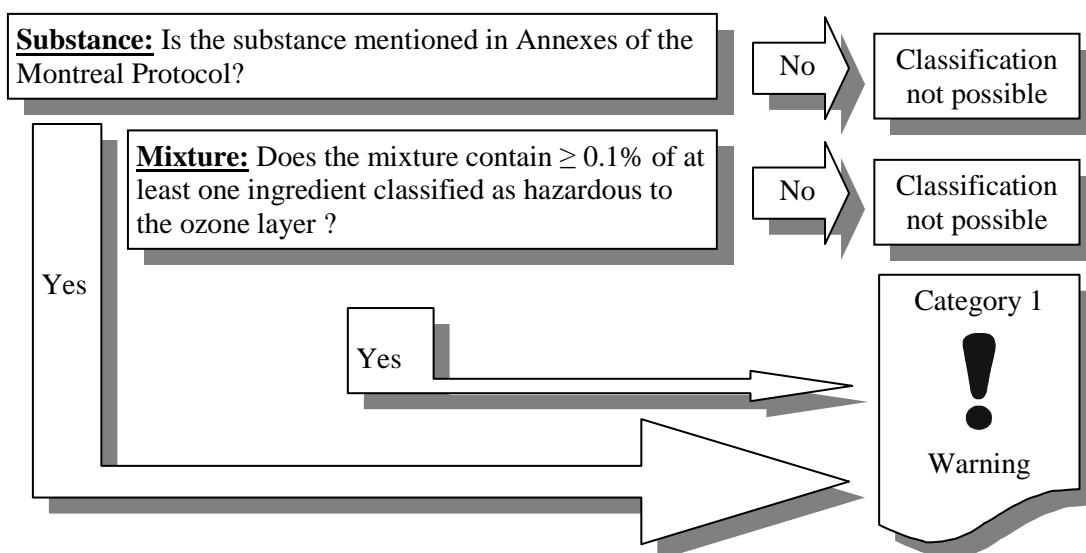 Substance: Is the substance mentioned in Annexes of the
Montreal Protocol?
No
Classification
not possible
Mixture: Does the mixture contain ≥ 0.1% of at
least one ingredient classified as hazardous to
the ozone layer ?
No
Classification
not possible
Yes
Yes
Category 1
!
Warning